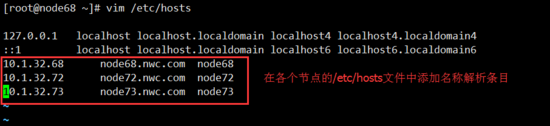 [root@node68 ~]# vim /etc/hosts
127.0.0.1 localhost localhost.localdomain localhost4 localhost4.localdomain4
::1 localhost localhost.localdomain localhost6 localhost6.localdomain6
10.1.32.68 node68.nwc.com node68
10.1.32.72 node72.nwc.com node72
在各个节点的/etc/hosts文件中添加名称解析条目
10.1.32.73 node73.nwc.com node73
~
~